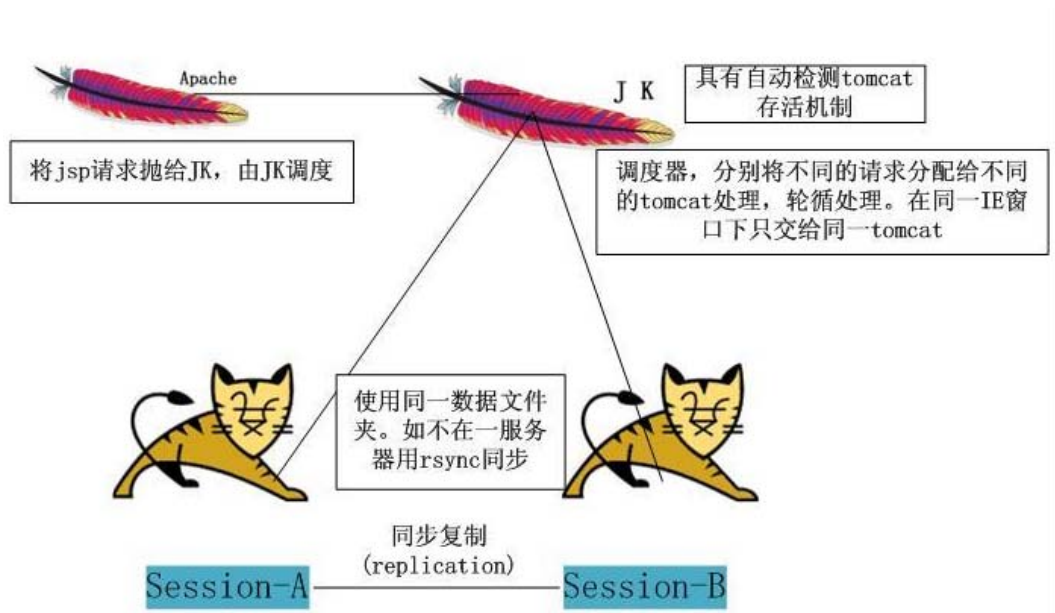 Apache
J K
具有自动检测tomcat
存活机制
将jsp请求抛给JK，由JK调度
调度器，分别将不同的请求分配给不同
的tomcat处理，轮循处理。在同一IE窗
口下只交给同一tomcat
使用同一数据文件
夹。如不在一服务
器用rsync同步
同步复制
(replication)
Session-A
Session-B